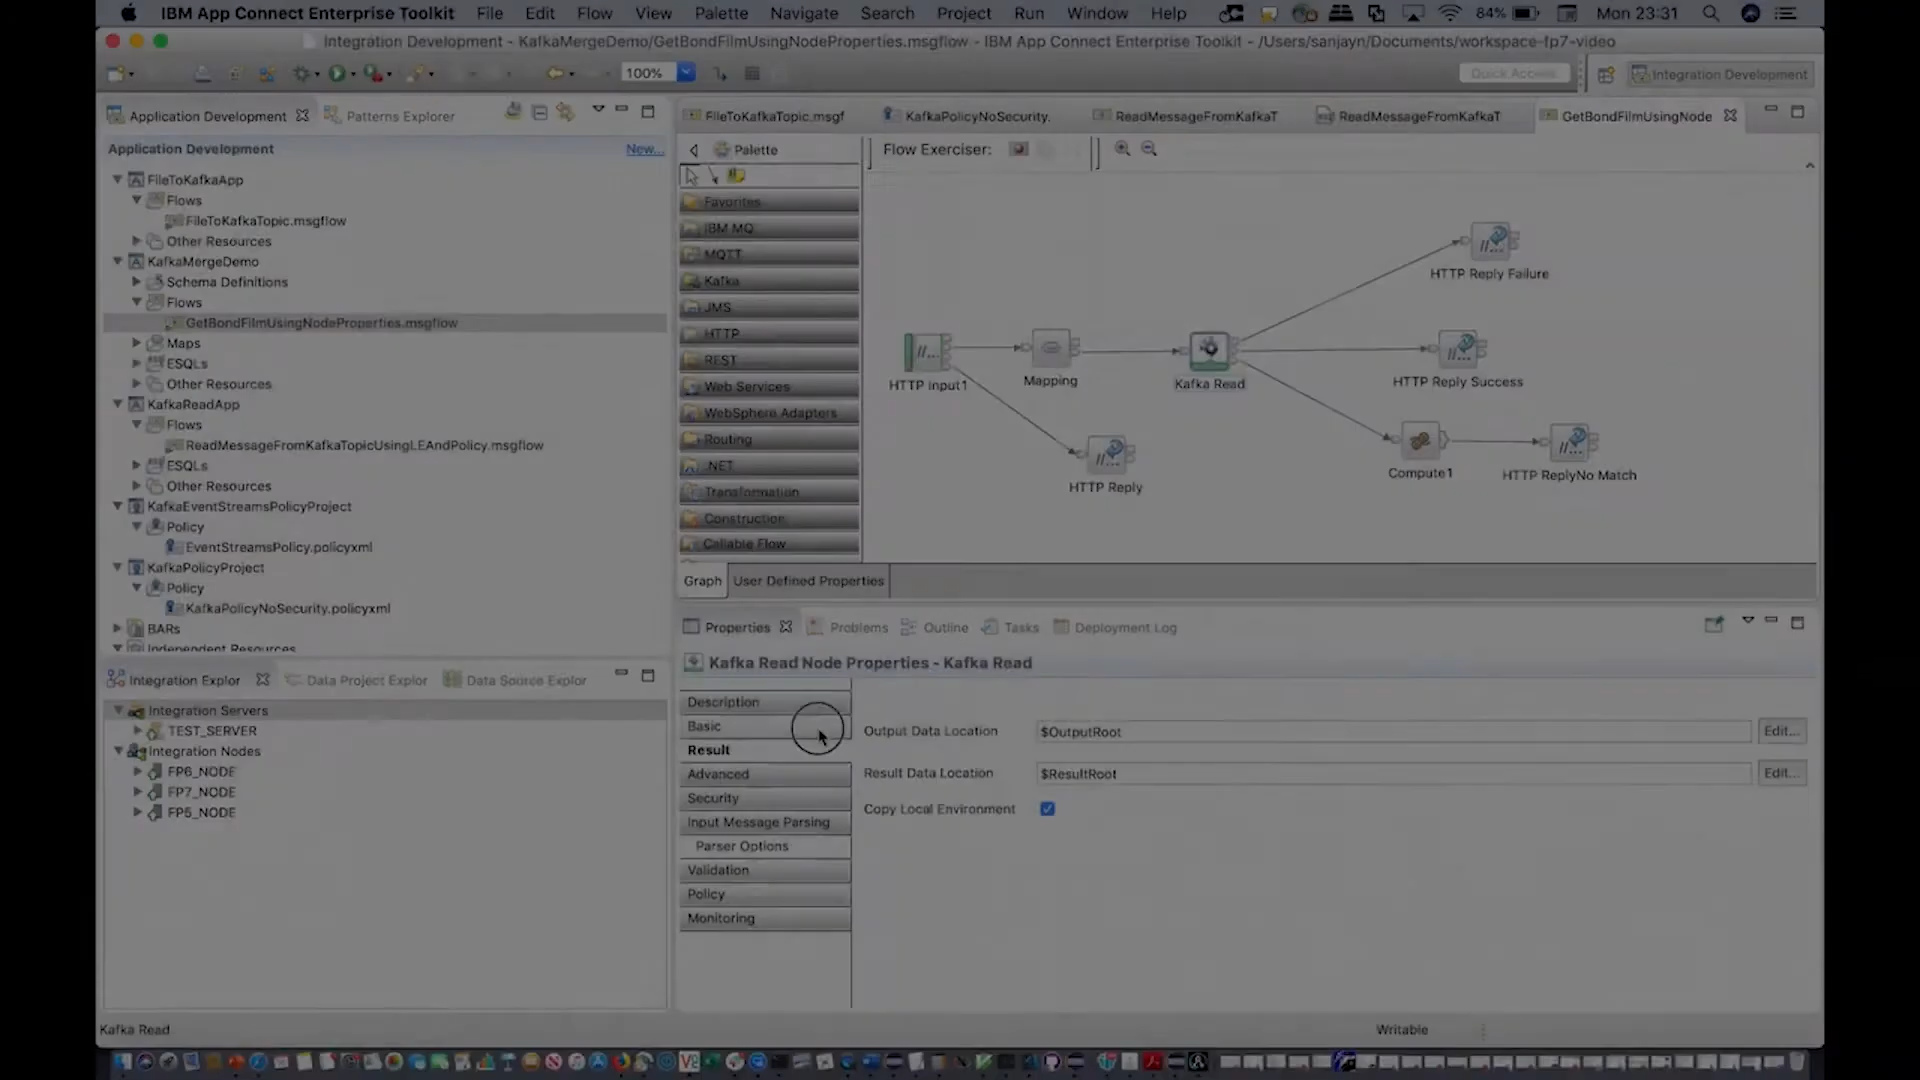 IBM App Connect Enterprise Toolkit File Edit Flow View Palette Navigate Search Project Run Window Help 84% Mon 23:31
Integration Development - KafkaMergeDemo/GetBondFilmUsingNodeProperties.msgflow - IBM App Connect Enterprise Toolkit - /Users/sanjayn/Documents/workspace-fp7-video
100% Quick Access Integration Development
Application Development Patterns Explorer
Application Development New...
FileToKafkaApp
Flows
FileToKafkaTopic.msgflow
Other Resources
KafkaMergeDemo
Schema Definitions
Flows
GetBondFilmUsingNodeProperties.msgflow
Maps
ESQLs
Other Resources
KafkaReadApp
Flows
ReadMessageFromKafkaTopicUsingLEAndPolicy.msgflow
ESQLs
Other Resources
KafkaEventStreamsPolicyProject
Policy
EventStreamsPolicy.policyxml
KafkaPolicyProject
Policy
KafkaPolicyNoSecurity.policyxml
BARs
Independent Resources
Integration Explor Data Project Explor Data Source Explor
Integration Servers
TEST_SERVER
Integration Nodes
FP6_NODE
FP7_NODE
FP5_NODE
FileToKafkaTopic.msgf KafkaPolicyNoSecurity. ReadMessageFromKafkaT ReadMessageFromKafkaT GetBondFilmUsingNode
Palette Flow Exerciser:
Favorites
IBM MQ
MQTT
Kafka
JMS
HTTP
REST
Web Services
WebSphere Adapters
Routing
.NET
Transformation
Construction
Callable Flow
HTTP Reply Failure
HTTP Input1
Mapping
Kafka Read
HTTP Reply Success
HTTP Reply
Compute1
HTTP ReplyNo Match
Graph User Defined Properties
Properties Problems Outline Tasks Deployment Log
Kafka Read Node Properties - Kafka Read
Description
Basic
Result
Advanced
Security
Input Message Parsing
Parser Options
Validation
Policy
Monitoring
Output Data Location $OutputRoot Edit...
Result Data Location $ResultRoot Edit...
Copy Local Environment
Kafka Read Writable